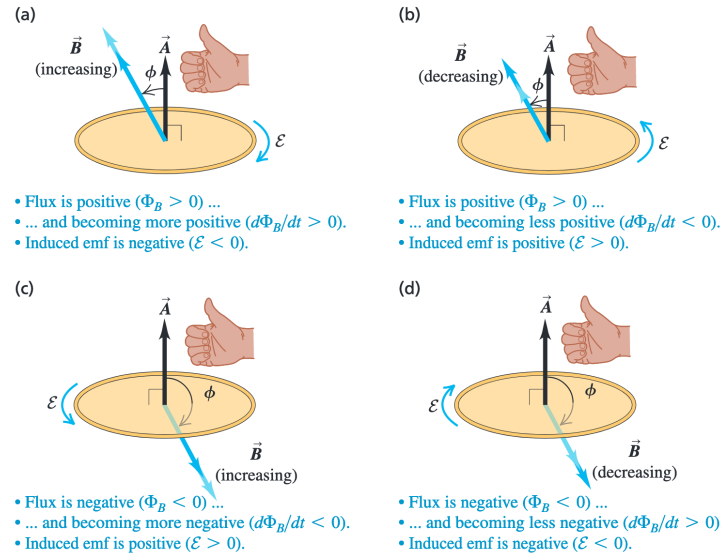 (a)
B⃗
(increasing)
ϕ
A⃗
ℰ
• Flux is positive (Φ_B > 0) ...
• ... and becoming more positive (dΦ_B/dt > 0).
• Induced emf is negative (ℰ < 0).
(b)
B⃗
(decreasing)
ϕ
A⃗
ℰ
• Flux is positive (Φ_B > 0) ...
• ... and becoming less positive (dΦ_B/dt < 0).
• Induced emf is positive (ℰ > 0).
(c)
A⃗
ϕ
ℰ
B⃗
(increasing)
• Flux is negative (Φ_B < 0) ...
• ... and becoming more negative (dΦ_B/dt < 0).
• Induced emf is positive (ℰ > 0).
(d)
A⃗
ϕ
ℰ
B⃗
(decreasing)
• Flux is negative (Φ_B < 0) ...
• ... and becoming less negative (dΦ_B/dt > 0)
• Induced emf is negative (ℰ < 0).